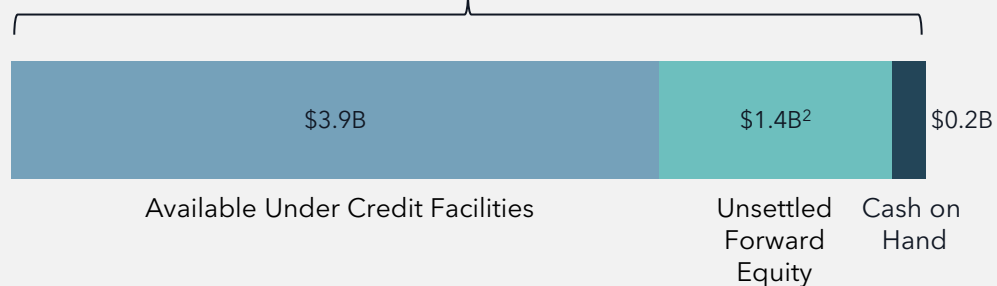 $3.9B
$1.4B²
$0.2B
Available Under Credit Facilities
Unsettled
Forward
Equity
Cash on
Hand